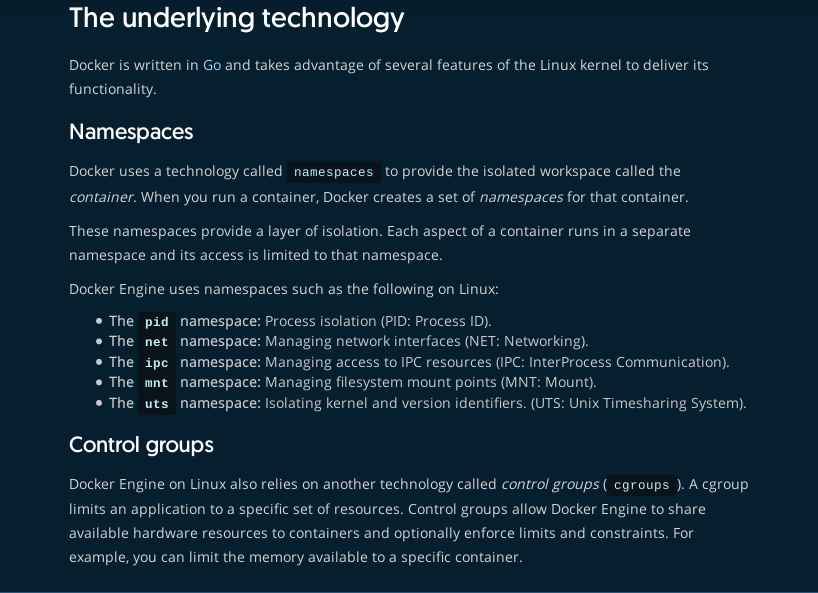 The underlying technology
Docker is written in Go and takes advantage of several features of the Linux kernel to deliver its
functionality.
Namespaces
Docker uses a technology called namespaces to provide the isolated workspace called the
container. When you run a container, Docker creates a set of namespaces for that container.
These namespaces provide a layer of isolation. Each aspect of a container runs in a separate
namespace and its access is limited to that namespace.
Docker Engine uses namespaces such as the following on Linux:
• The pid namespace: Process isolation (PID: Process ID).
• The net namespace: Managing network interfaces (NET: Networking).
• The ipc namespace: Managing access to IPC resources (IPC: InterProcess Communication).
• The mnt namespace: Managing filesystem mount points (MNT: Mount).
• The uts namespace: Isolating kernel and version identifiers. (UTS: Unix Timesharing System).
Control groups
Docker Engine on Linux also relies on another technology called control groups ( cgroups ). A cgroup
limits an application to a specific set of resources. Control groups allow Docker Engine to share
available hardware resources to containers and optionally enforce limits and constraints. For
example, you can limit the memory available to a specific container.